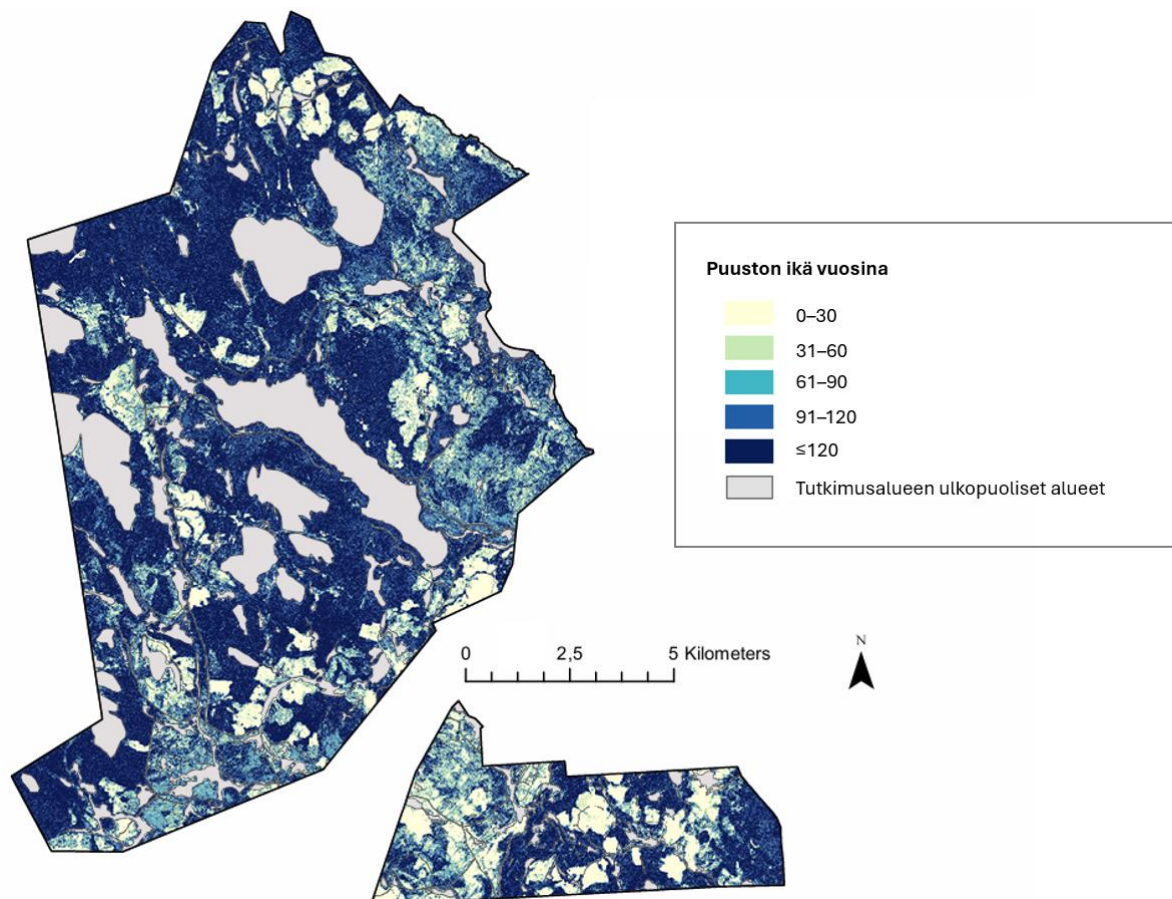 Puuston ikä vuosina
0–30
31–60
61–90
91–120
≤120
Tutkimusalueen ulkopuoliset alueet
0 2,5 5 Kilometers
N